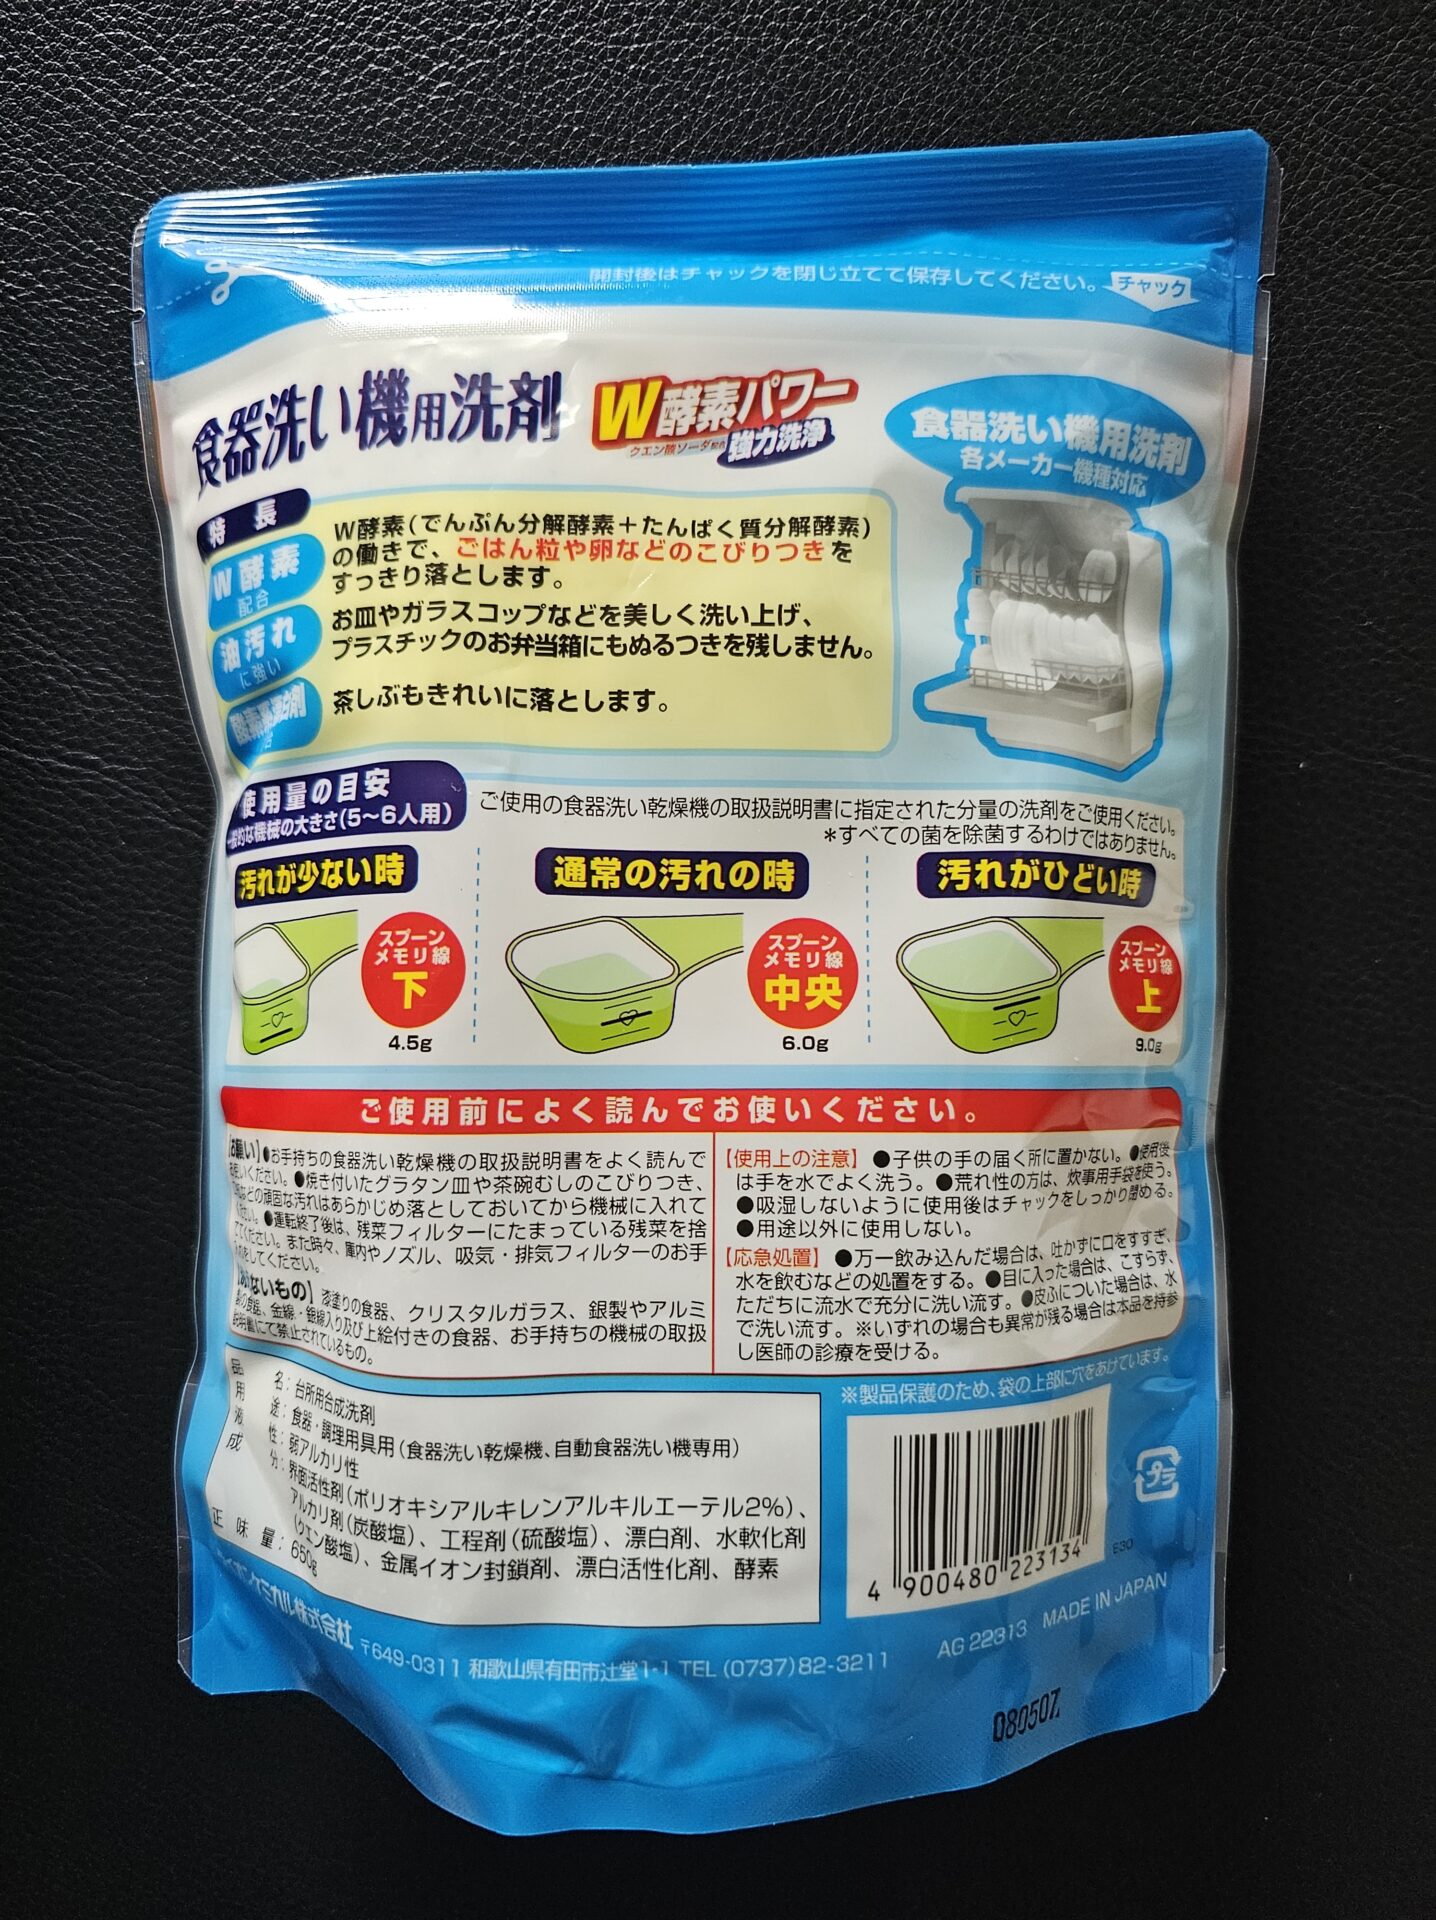 開封後はチャックを閉じ立てて保存してください。
チャック
食器洗い機用洗剤
W酵素パワー
クエン酸ソーダ配合
強力洗浄
食器洗い機用洗剤
各メーカー機種対応
特長
W酵素
配合
W酵素(でんぷん分解酵素+たんぱく質分解酵素)
の働きで、ごはん粒や卵などのこびりつきを
すっきり落とします。
油汚れ
に強い
お皿やガラスコップなどを美しく洗い上げ、
プラスチックのお弁当箱にもぬるつきを残しません。
茶しぶもきれいに落とします。
使用量の目安
一般的な機械の大きさ(5〜6人用)
ご使用の食器洗い乾燥機の取扱説明書に指定された分量の洗剤をご使用ください。
*すべての菌を除菌するわけではありません。
汚れが少ない時
スプーン
メモリ線
下
4.5g
通常の汚れの時
スプーン
メモリ線
中央
6.0g
汚れがひどい時
スプーン
メモリ線
上
9.0g
ご使用前によく読んでお使いください。
【お願い】●お手持ちの食器洗い乾燥機の取扱説明書をよく読んで
ください。●焼き付いたグラタン皿や茶碗むしのこびりつき、
などの頑固な汚れはあらかじめ落としておいてから機械に入れて
ください。●運転終了後は、残菜フィルターにたまっている残菜を捨
ててください。また時々、庫内やノズル、吸気・排気フィルターのお手
をしてください。
ないもの】漆塗りの食器、クリスタルガラス、銀製やアルミ
の食器、金線・銀線入り及び上絵付きの食器、お手持ちの機械の取扱
説明書にて禁止されているもの。
【使用上の注意】●子供の手の届く所に置かない。●使用後
は手を水でよく洗う。●荒れ性の方は、炊事用手袋を使う。
●吸湿しないように使用後はチャックをしっかり閉める。
●用途以外に使用しない。
【応急処置】●万一飲み込んだ場合は、吐かずに口をすすぎ、
水を飲むなどの処置をする。●目に入った場合は、こすらず、
ただちに流水で充分に洗い流す。●皮ふについた場合は、水
で洗い流す。※いずれの場合も異常が残る場合は本品を持参
し医師の診療を受ける。
品名:台所用合成洗剤
用途:食器・調理用具用(食器洗い乾燥機、自動食器洗い機専用)
液性:弱アルカリ性
成分:界面活性剤(ポリオキシアルキレンアルキルエーテル2%)、
アルカリ剤(炭酸塩)、工程剤(硫酸塩)、漂白剤、水軟化剤
(クエン酸塩)、金属イオン封鎖剤、漂白活性化剤、酵素
正味量:650g
※製品保護のため、袋の上部に穴をあけています。
4 900480 223134
E30
プラ
ケミカル株式会社 〒649-0311 和歌山県有田市辻堂1-1 TEL (0737)82-3211
AG 22313 MADE IN JAPAN
08050Z